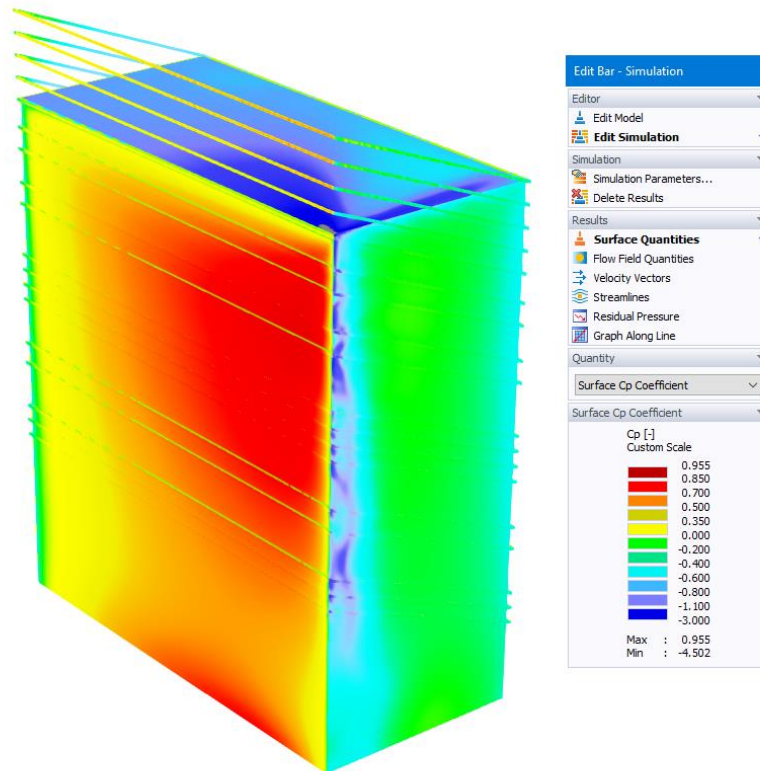 Edit Bar - Simulation
Editor
Edit Model
Edit Simulation
Simulation
Simulation Parameters...
Delete Results
Results
Surface Quantities
Flow Field Quantities
Velocity Vectors
Streamlines
Residual Pressure
Graph Along Line
Quantity
Surface Cp Coefficient
Surface Cp Coefficient
Cp [-]
Custom Scale
0.955
0.850
0.700
0.500
0.350
0.000
-0.200
-0.400
-0.600
-0.800
-1.100
-3.000
Max : 0.955
Min : -4.502